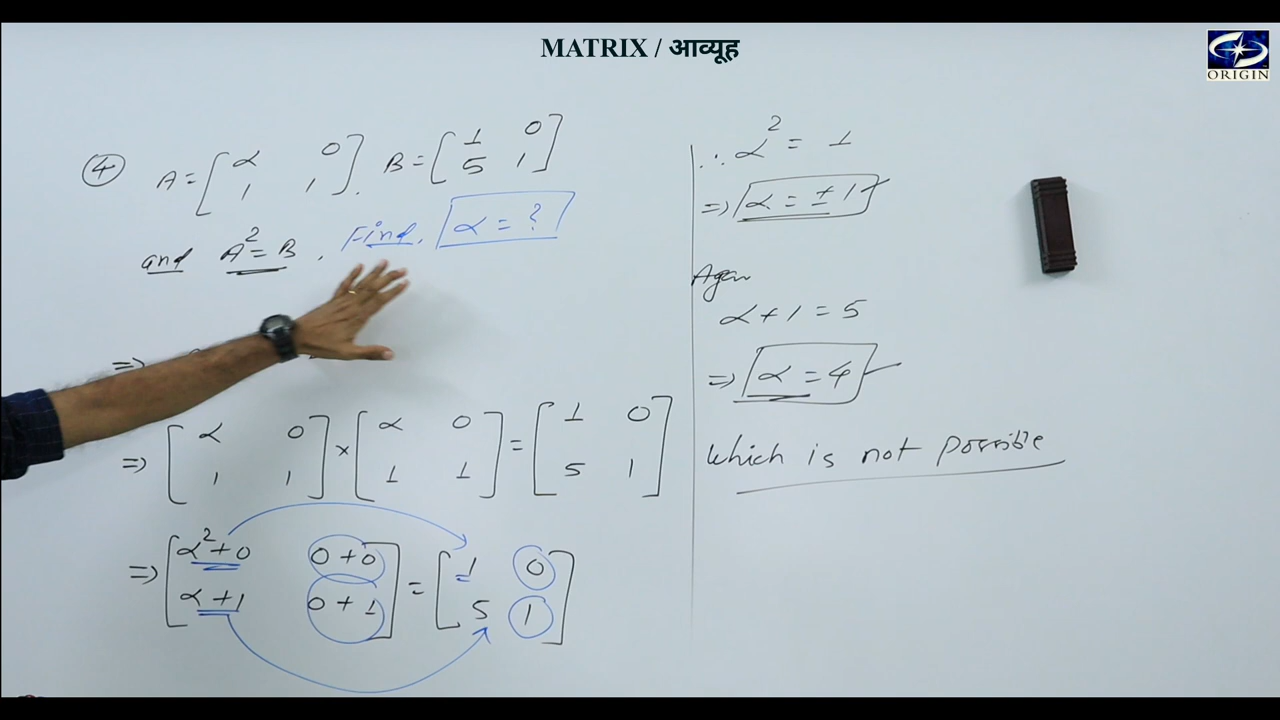 MATRIX / आव्यूह
ORIGIN
④ A = [α 0
1 1]. B = [1 0
5 1]
and A² = B. Find, α = ?
⇒
⇒ [α 0
1 1] × [α 0
1 1] = [1 0
5 1]
⇒ [α²+0 0+0
α+1 0+1] = [1 0
5 1]
∴ α² = 1
⇒ α = ±1
Again
α+1 = 5
⇒ α = 4
Which is not possible